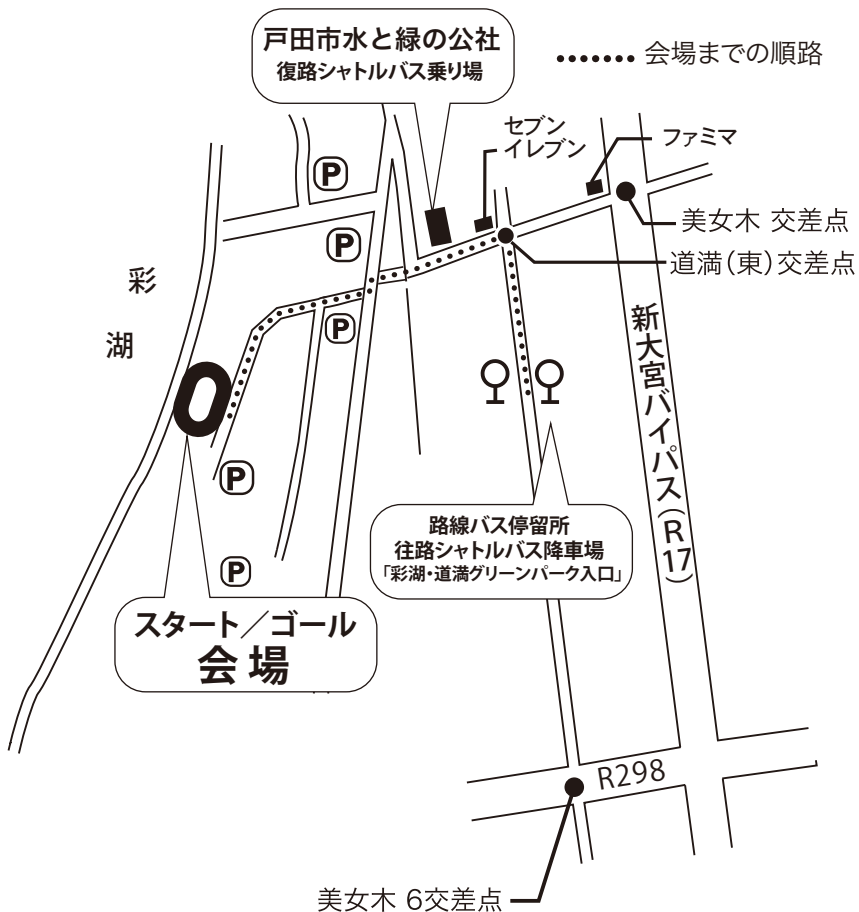 戸田市水と緑の公社
復路シャトルバス乗り場
会場までの順路
セブン
イレブン
ファミマ
P
美女木 交差点
P
道満(東)交差点
彩
湖
P
新大宮バイパス(R17)
P
路線バス停留所
往路シャトルバス降車場
「彩湖・道満グリーンパーク入口」
P
スタート/ゴール
会場
R298
美女木 6交差点